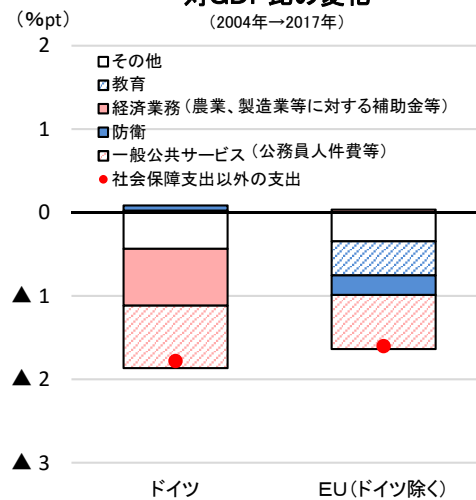 対GDP比の変化
(%pt)
(2004年→2017年)
2
その他
教育
経済業務(農業、製造業等に対する補助金等)
防衛
一般公共サービス(公務員人件費等)
社会保障支出以外の支出
1
0
▲ 1
▲ 2
▲ 3
ドイツ
EU(ドイツ除く)